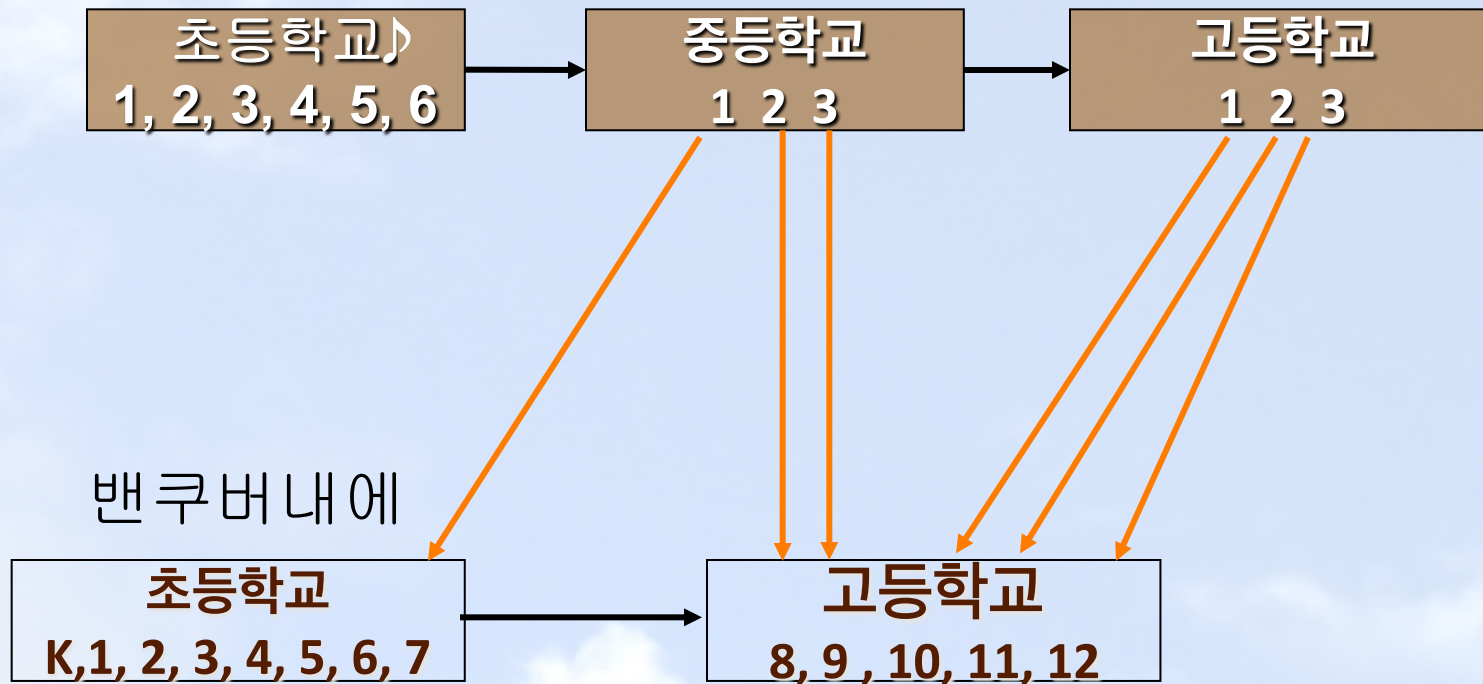 초등학교♪
1, 2, 3, 4, 5, 6
중등학교
1 2 3
고등학교
1 2 3
밴쿠버내에
초등학교
K,1, 2, 3, 4, 5, 6, 7
고등학교
8, 9 , 10, 11, 12